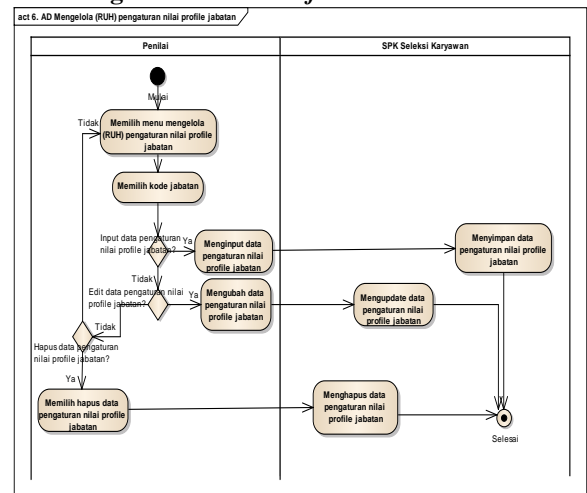 act 6. AD Mengelola (RUH) pengaturan nilai profile jabatan
Penilai
SPK Seleksi Karyawan
Mulai
Tidak
Memilih menu mengelola
(RUH) pengaturan nilai profile
jabatan
Memilih kode jabatan
Input data pengaturan
nilai profile jabatan?
Ya
Menginput data
pengaturan nilai
profile jabatan
Menyimpan data
pengaturan nilai profile
jabatan
Tidak
Edit data pengaturan nilai
profile jabatan?
Ya
Mengubah data
pengaturan nilai
profile jabatan
Mengupdate data
pengaturan nilai
profile jabatan
Tidak
Hapus data pengaturan
nilai profile jabatan?
Ya
Memilih hapus data
pengaturan nilai profile
jabatan
Menghapus data
pengaturan nilai
profile jabatan
Selesai